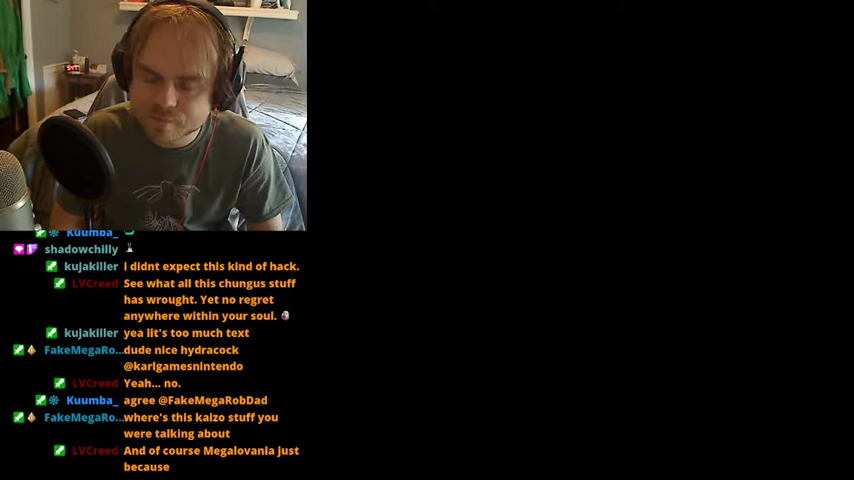 Kuumba_
shadowchilly
kujakiller I didnt expect this kind of hack.
LVCreed See what all this chungus stuff
has wrought. Yet no regret
anywhere within your soul.
kujakiller yea iit's too much text
FakeMegaRo... dude nice hydracock
@karlgamesnintendo
LVCreed Yeah... no.
Kuumba_ agree @FakeMegaRobDad
FakeMegaRo... where's this kaizo stuff you
were talking about
LVCreed And of course Megalovania just
because